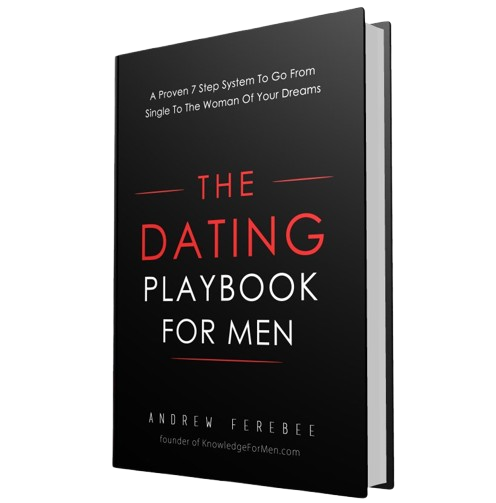 A Proven 7 Step System To Go From
Single To The Woman Of Your Dreams
THE
DATING
PLAYBOOK
FOR MEN
ANDREW FEREBEE
founder of KnowledgeForMen.com